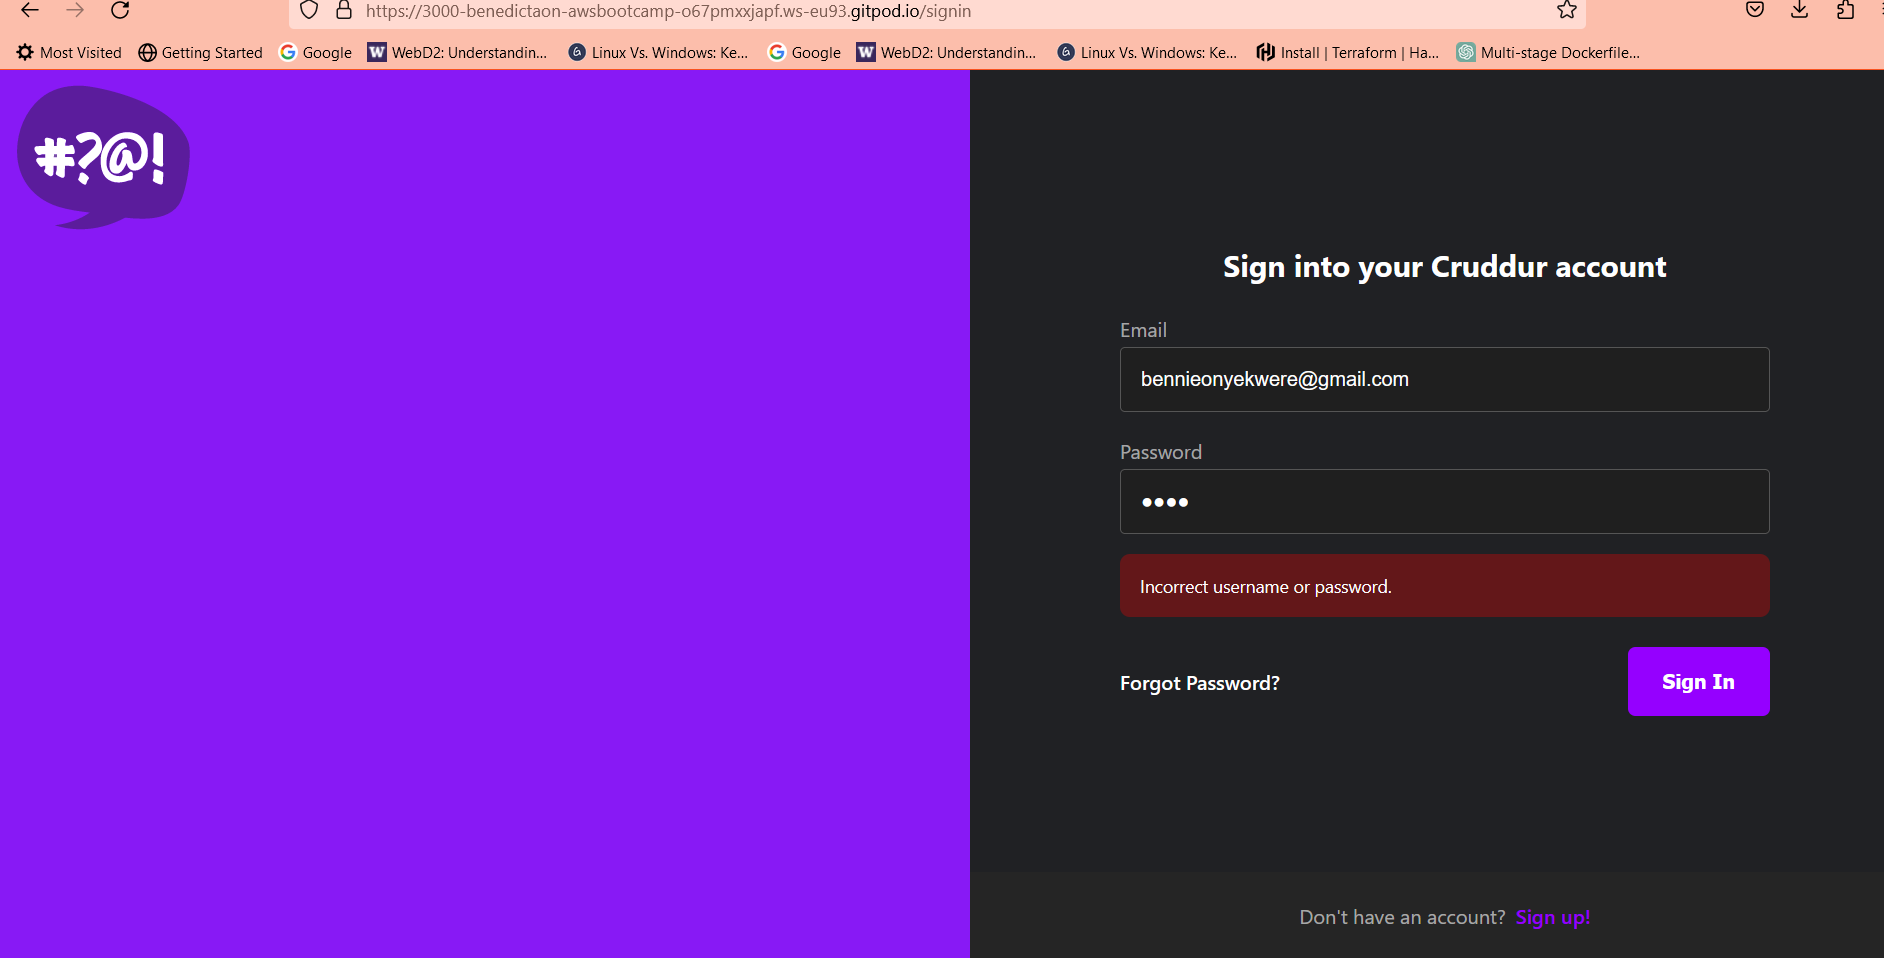 https://3000-benedictaon-awsbootcamp-o67pmxxjapf.ws-eu93.gitpod.io/signin
Most Visited Getting Started Google WebD2: Understandin... Linux Vs. Windows: Ke... Google WebD2: Understandin... Linux Vs. Windows: Ke... Install | Terraform | Ha... Multi-stage Dockerfile...
#?@!
Sign into your Cruddur account
Email
bennieonyekwere@gmail.com
Password
••••
Incorrect username or password.
Forgot Password? Sign In
Don't have an account? Sign up!